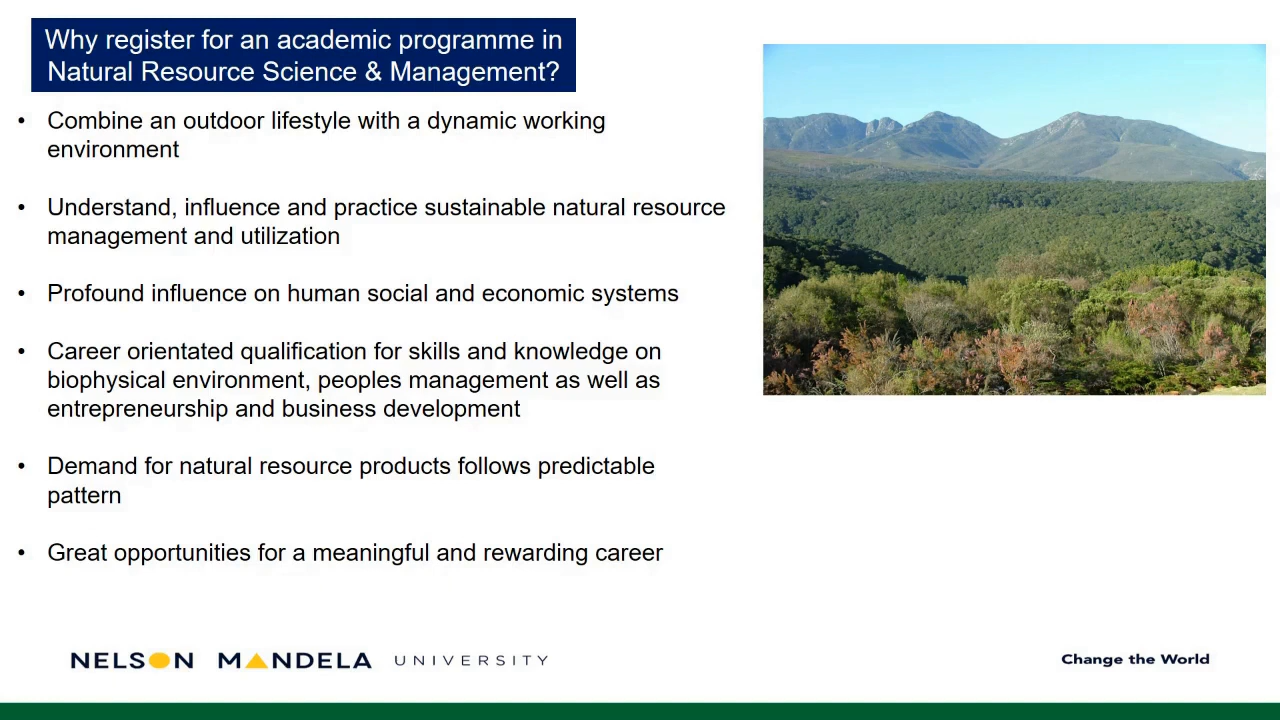 Why register for an academic programme in
Natural Resource Science & Management?
• Combine an outdoor lifestyle with a dynamic working
environment
• Understand, influence and practice sustainable natural resource
management and utilization
• Profound influence on human social and economic systems
• Career orientated qualification for skills and knowledge on
biophysical environment, peoples management as well as
entrepreneurship and business development
• Demand for natural resource products follows predictable
pattern
• Great opportunities for a meaningful and rewarding career
NELSON MANDELA UNIVERSITY
Change the World